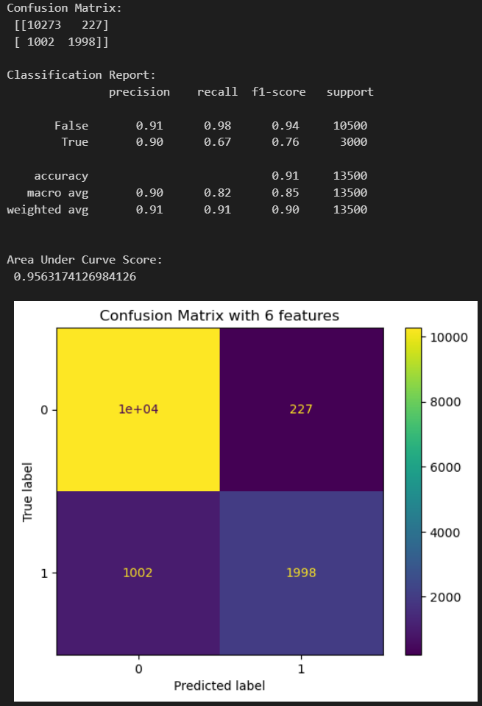 Confusion Matrix:
[[10273 227]
[ 1002 1998]]
Classification Report:
precision recall f1-score support
False 0.91 0.98 0.94 10500
True 0.90 0.67 0.76 3000
accuracy 0.91 13500
macro avg 0.90 0.82 0.85 13500
weighted avg 0.91 0.91 0.90 13500
Area Under Curve Score:
0.9563174126984126
Confusion Matrix with 6 features
10000
8000
6000
4000
2000
True label
0
1
1e+04
227
1002
1998
0
1
Predicted label